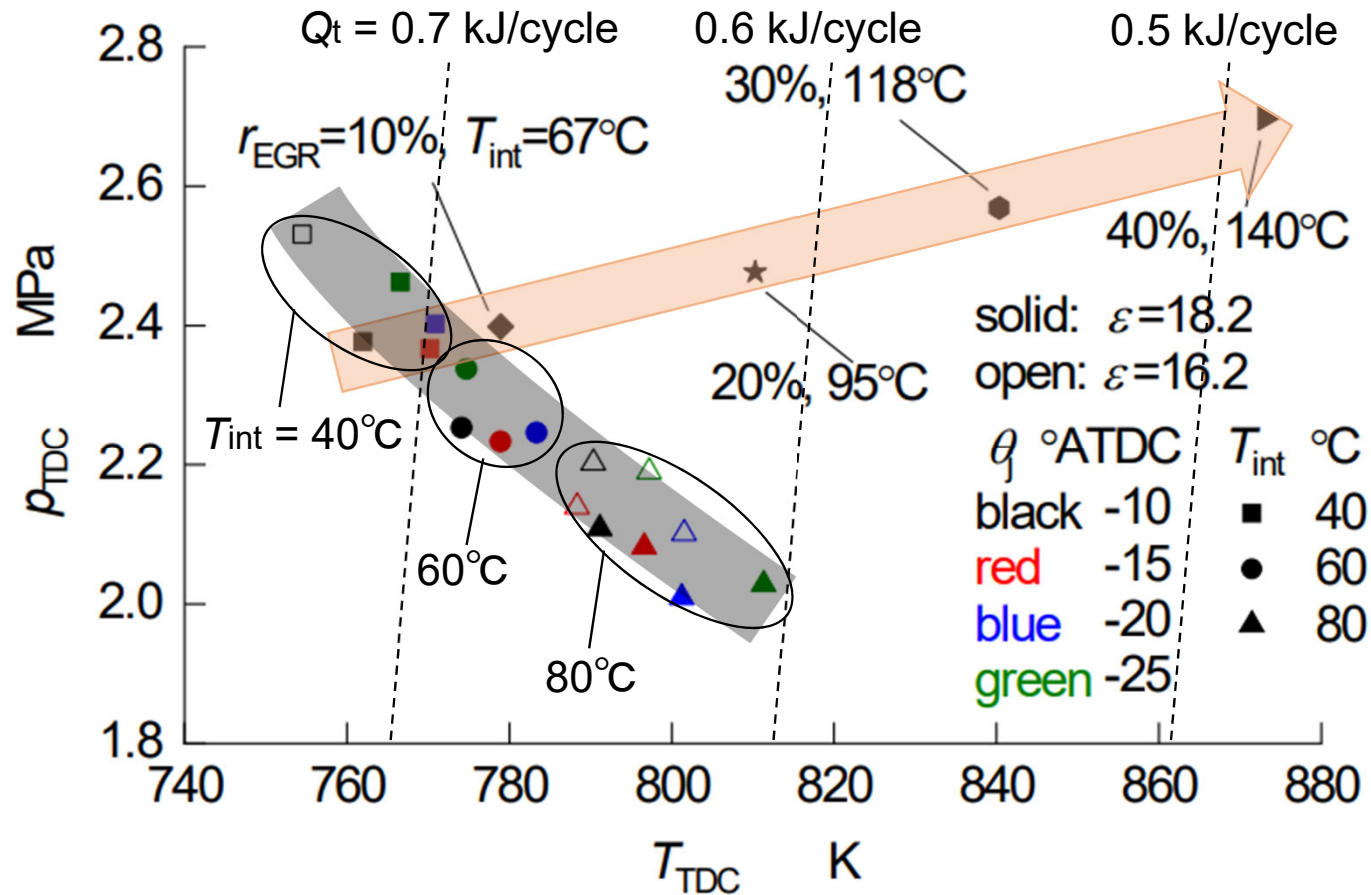 Qt = 0.7 kJ/cycle
0.6 kJ/cycle
0.5 kJ/cycle
2.8
2.6
2.4
2.2
2.0
1.8
pTDC MPa
30%, 118°C
rEGR=10%, Tint=67°C
40%, 140°C
20%, 95°C
Tint = 40℃
60℃
80℃
solid: ε=18.2
open: ε=16.2
θj °ATDC Tint °C
black -10 ■ 40
red -15 ● 60
blue -20 ▲ 80
green -25
740 760 780 800 820 840 860 880
TTDC K